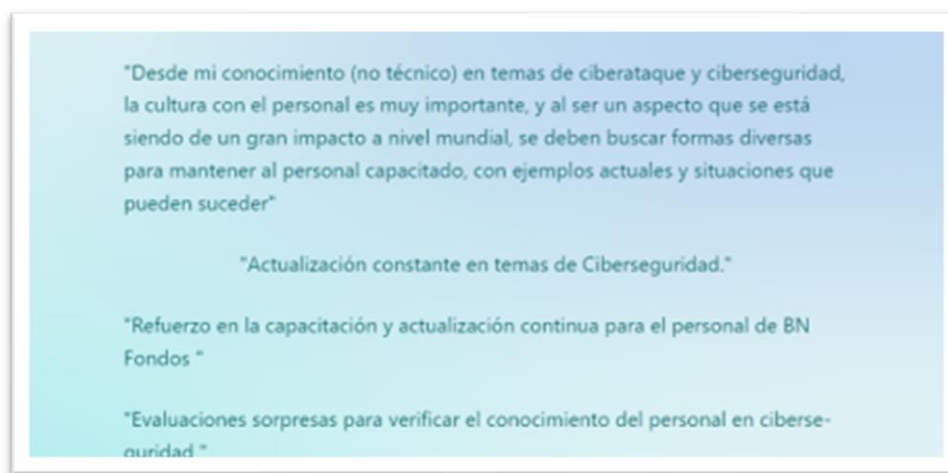 "Desde mi conocimiento (no técnico) en temas de ciberataque y ciberseguridad,
la cultura con el personal es muy importante, y al ser un aspecto que se está
siendo de un gran impacto a nivel mundial, se deben buscar formas diversas
para mantener al personal capacitado, con ejemplos actuales y situaciones que
pueden suceder"
"Actualización constante en temas de Ciberseguridad."
"Refuerzo en la capacitación y actualización continua para el personal de BN
Fondos "
"Evaluaciones sorpresas para verificar el conocimiento del personal en ciberse-
guridad "